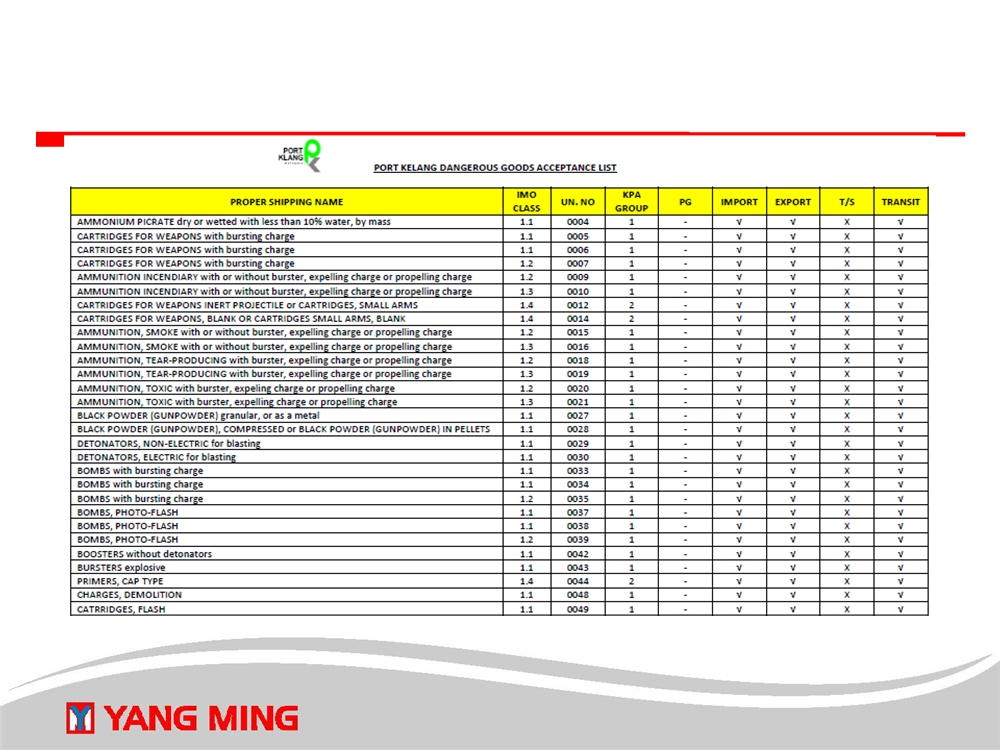 PORT
KLANG
PORT KELANG DANGEROUS GOODS ACCEPTANCE LIST
PROPER SHIPPING NAME IMO CLASS UN. NO KPA GROUP PG IMPORT EXPORT T/S TRANSIT
AMMONIUM PICRATE dry or wetted with less than 10% water, by mass 1.1 0004 1 - √ √ X √
CARTRIDGES FOR WEAPONS with bursting charge 1.1 0005 1 - √ √ X √
CARTRIDGES FOR WEAPONS with bursting charge 1.1 0006 1 - √ √ X √
CARTRIDGES FOR WEAPONS with bursting charge 1.2 0007 1 - √ √ X √
AMMUNITION INCENDIARY with or without burster, expelling charge or propelling charge 1.2 0009 1 - √ √ X √
AMMUNITION INCENDIARY with or without burster, expelling charge or propelling charge 1.3 0010 1 - √ √ X √
CARTRIDGES FOR WEAPONS INERT PROJECTILE or CARTRIDGES, SMALL ARMS 1.4 0012 2 - √ √ X √
CARTRIDGES FOR WEAPONS, BLANK OR CARTRIDGES SMALL ARMS, BLANK 1.4 0014 2 - √ √ X √
AMMUNITION, SMOKE with or without burster, expelling charge or propelling charge 1.2 0015 1 - √ √ X √
AMMUNITION, SMOKE with or without burster, expelling charge or propelling charge 1.3 0016 1 - √ √ X √
AMMUNITION, TEAR-PRODUCING with burster, expelling charge or propelling charge 1.2 0018 1 - √ √ X √
AMMUNITION, TEAR-PRODUCING with burster, expelling charge or propelling charge 1.3 0019 1 - √ √ X √
AMMUNITION, TOXIC with burster, expeling charge or propelling charge 1.2 0020 1 - √ √ X √
AMMUNITION, TOXIC with burster, expelling charge or propelling charge 1.3 0021 1 - √ √ X √
BLACK POWDER (GUNPOWDER) granular, or as a metal 1.1 0027 1 - √ √ X √
BLACK POWDER (GUNPOWDER), COMPRESSED or BLACK POWDER (GUNPOWDER) IN PELLETS 1.1 0028 1 - √ √ X √
DETONATORS, NON-ELECTRIC for blasting 1.1 0029 1 - √ √ X √
DETONATORS, ELECTRIC for blasting 1.1 0030 1 - √ √ X √
BOMBS with bursting charge 1.1 0033 1 - √ √ X √
BOMBS with bursting charge 1.1 0034 1 - √ √ X √
BOMBS with bursting charge 1.2 0035 1 - √ √ X √
BOMBS, PHOTO-FLASH 1.1 0037 1 - √ √ X √
BOMBS, PHOTO-FLASH 1.1 0038 1 - √ √ X √
BOMBS, PHOTO-FLASH 1.2 0039 1 - √ √ X √
BOOSTERS without detonators 1.1 0042 1 - √ √ X √
BURSTERS explosive 1.1 0043 1 - √ √ X √
PRIMERS, CAP TYPE 1.4 0044 2 - √ √ X √
CHARGES, DEMOLITION 1.1 0048 1 - √ √ X √
CATRRIDGES, FLASH 1.1 0049 1 - √ √ X √
YANG MING